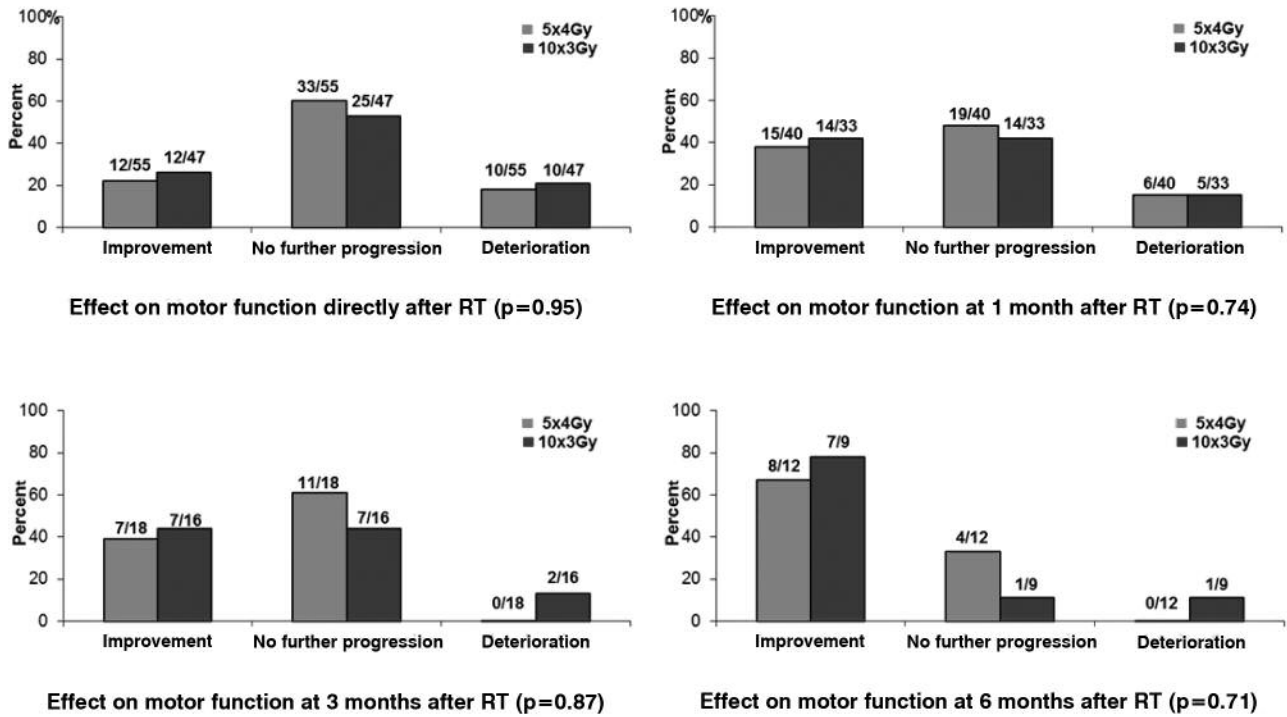 100%
80
60
40
20
0
Percent
5x4Gy
10x3Gy
12/55 12/47
33/55 25/47
10/55 10/47
Improvement No further progression Deterioration
Effect on motor function directly after RT (p=0.95)
100%
80
60
40
20
0
Percent
5x4Gy
10x3Gy
15/40 14/33
19/40 14/33
6/40 5/33
Improvement No further progression Deterioration
Effect on motor function at 1 month after RT (p=0.74)
100
80
60
40
20
0
Percent
5x4Gy
10x3Gy
7/18 7/16
11/18 7/16
0/18 2/16
Improvement No further progression Deterioration
Effect on motor function at 3 months after RT (p=0.87)
100
80
60
40
20
0
Percent
5x4Gy
10x3Gy
8/12 7/9
4/12 1/9
0/12 1/9
Improvement No further progression Deterioration
Effect on motor function at 6 months after RT (p=0.71)